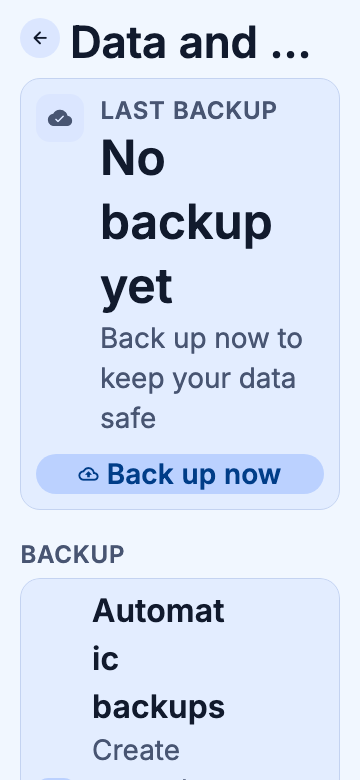 Data and ...
LAST BACKUP
No
backup
yet
Back up now to
keep your data
safe
Back up now
BACKUP
Automat
ic
backups
Create